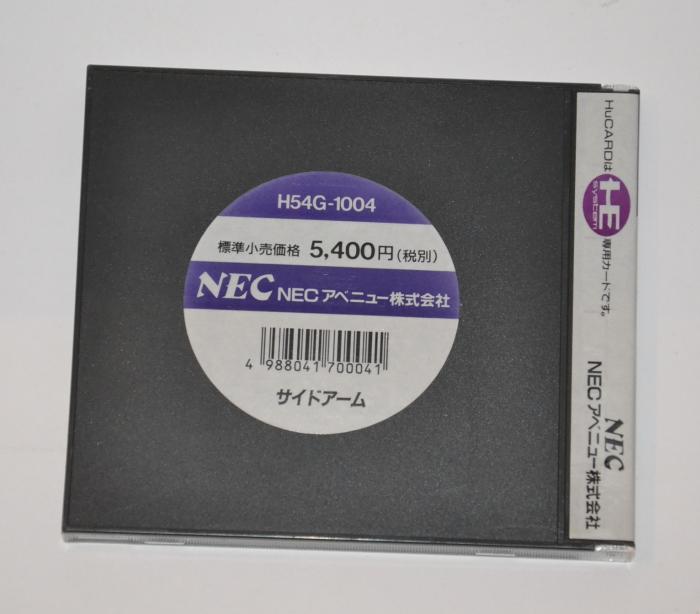 H54G-1004
標準小売価格 5,400円(税別)
NEC NECアベニュー株式会社
4 988041 700041
サイドアーム
HuCARDは HE system 専用カードです。
NEC
NECアベニュー株式会社